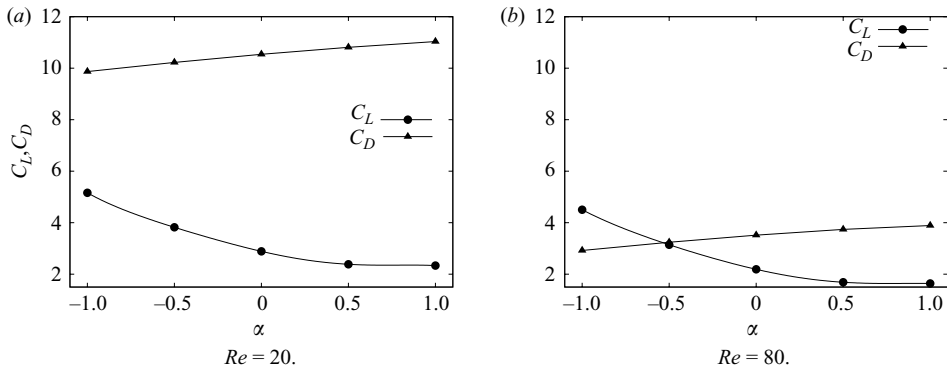 (a)
12
10
8
6
4
2
C_L, C_D
C_L
C_D
–1.0 –0.5 0 0.5 1.0
α
Re = 20.
(b)
12
10
8
6
4
2
C_L
C_D
–1.0 –0.5 0 0.5 1.0
α
Re = 80.